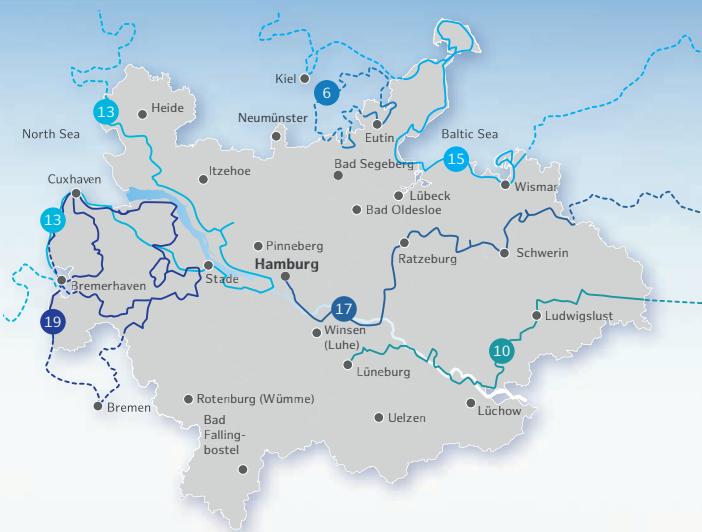 Kiel
6
13
Heide
Neumünster
North Sea
Eutin
Baltic Sea
15
Bad Segeberg
Itzehoe
Cuxhaven
Wismar
Lübeck
Bad Oldesloe
13
Pinneberg
Ratzeburg
Schwerin
Hamburg
Stade
Bremerhaven
17
Ludwigslust
19
Winsen
(Luhe)
10
Lüneburg
Rotenburg (Wümme)
Bremen
Lüchow
Uelzen
Bad
Falling-
bostel